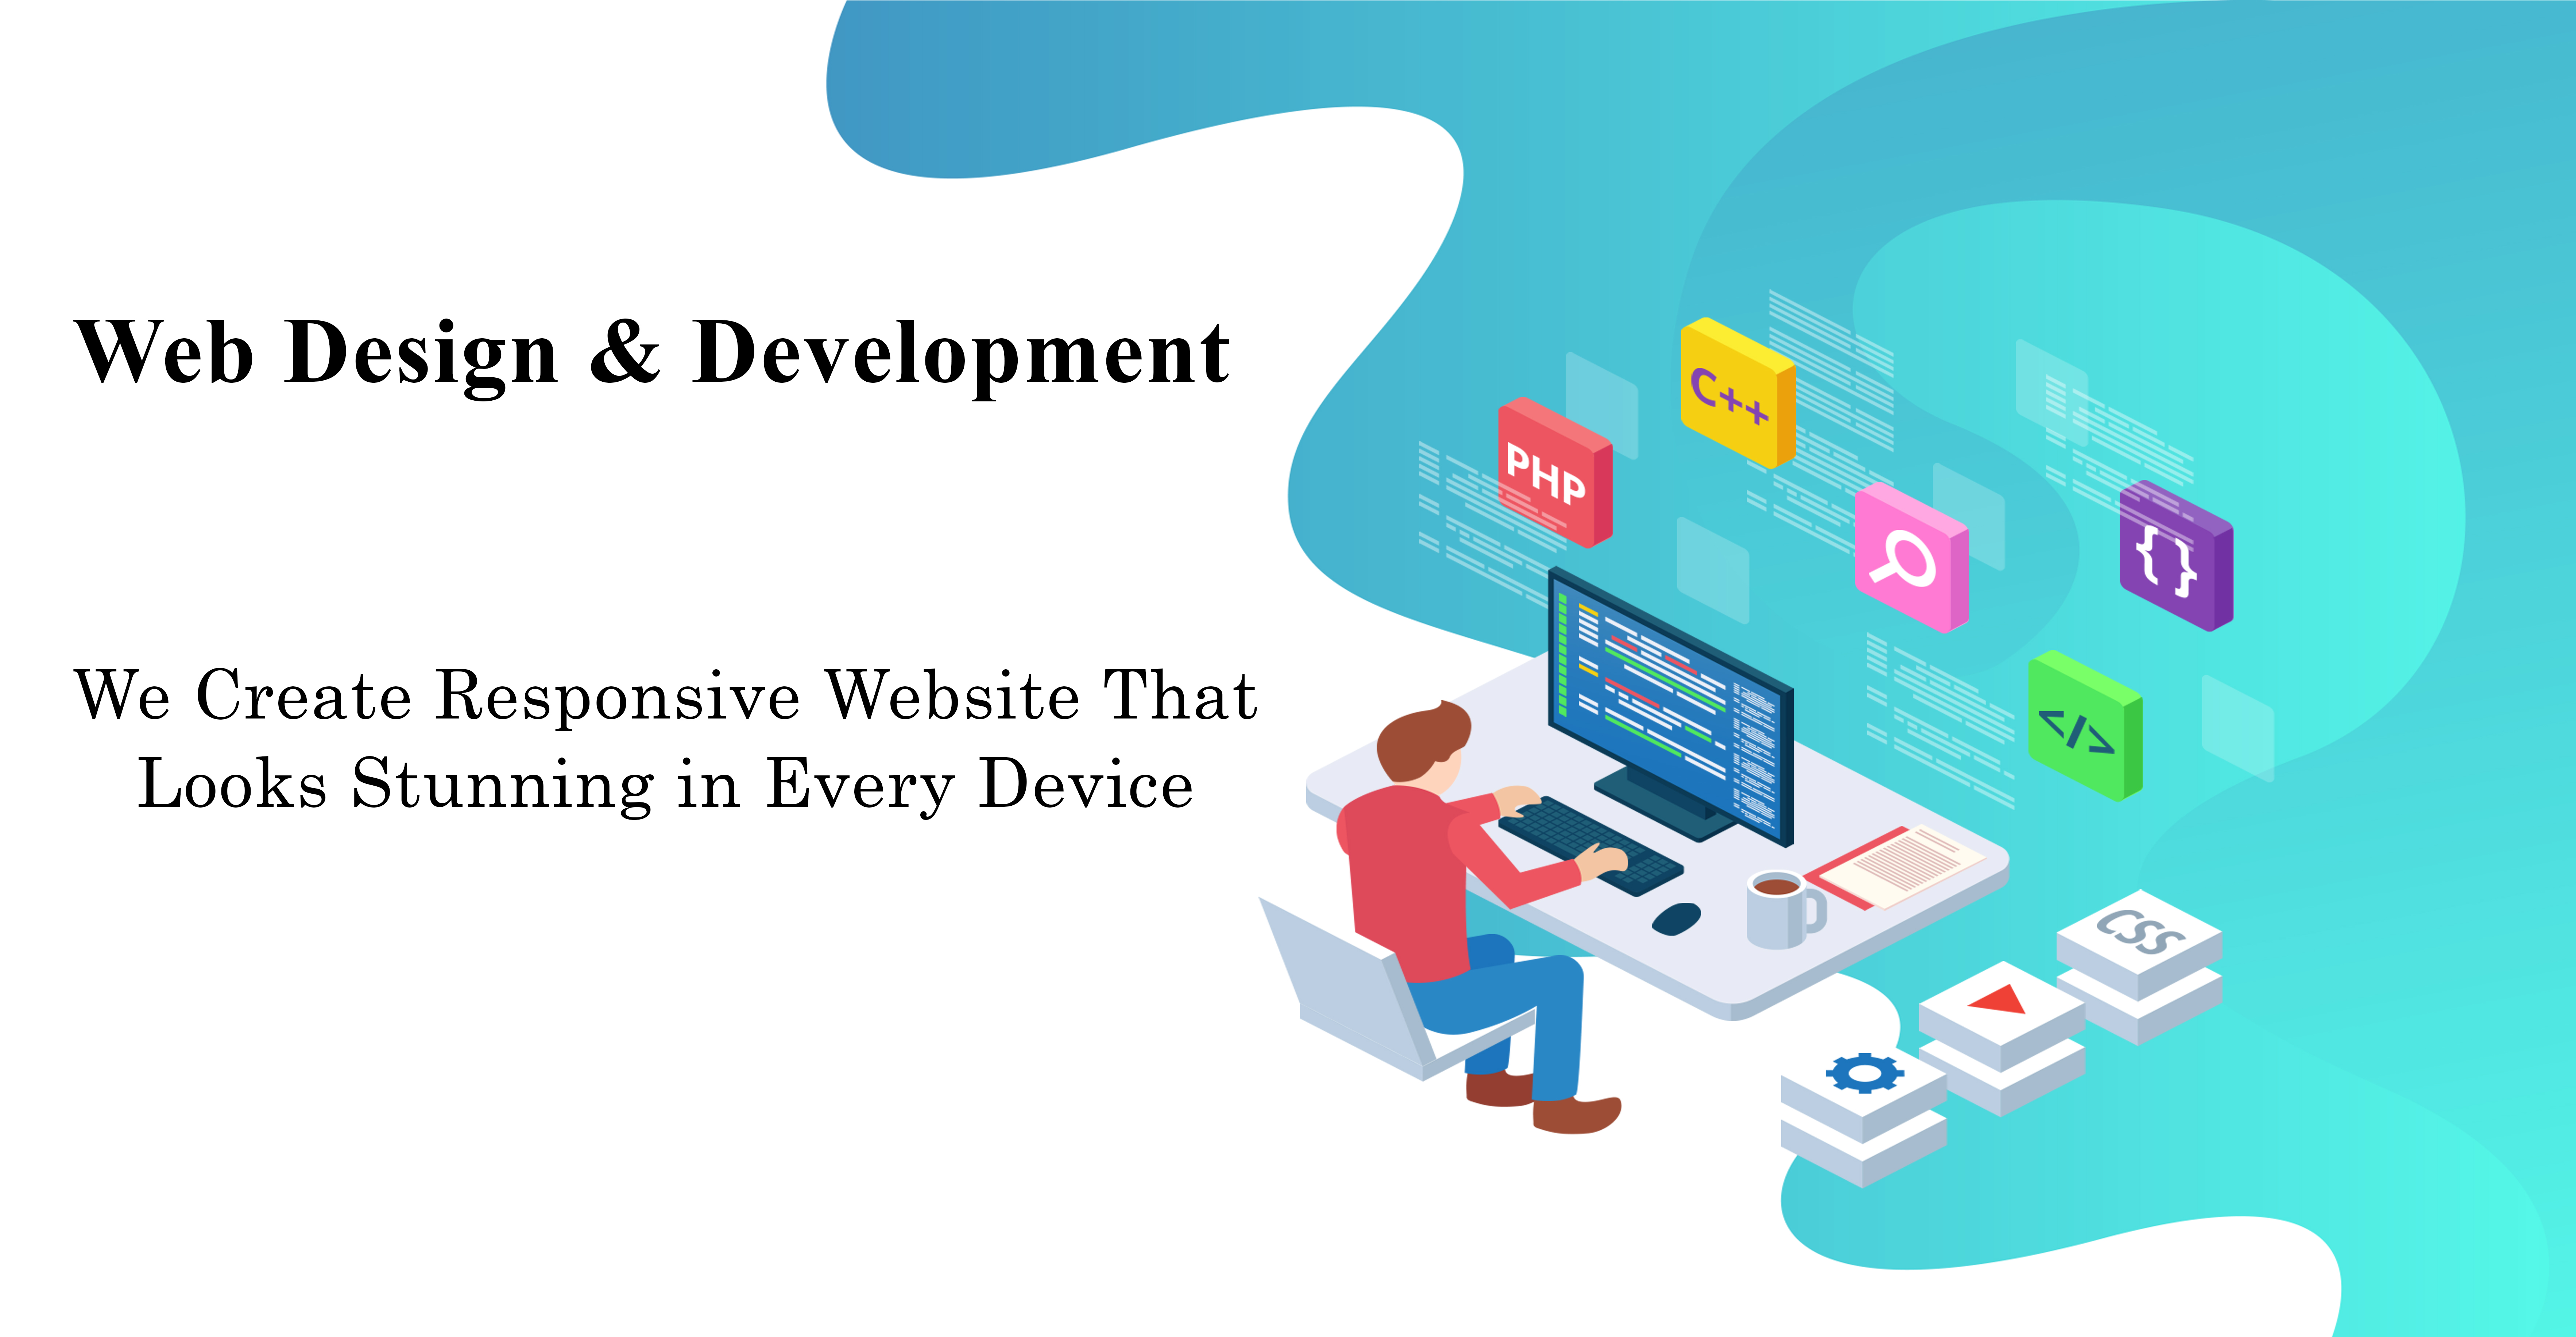 Web Design & Development
C++
PHP
{}
</>
We Create Responsive Website That
Looks Stunning in Every Device
CSS